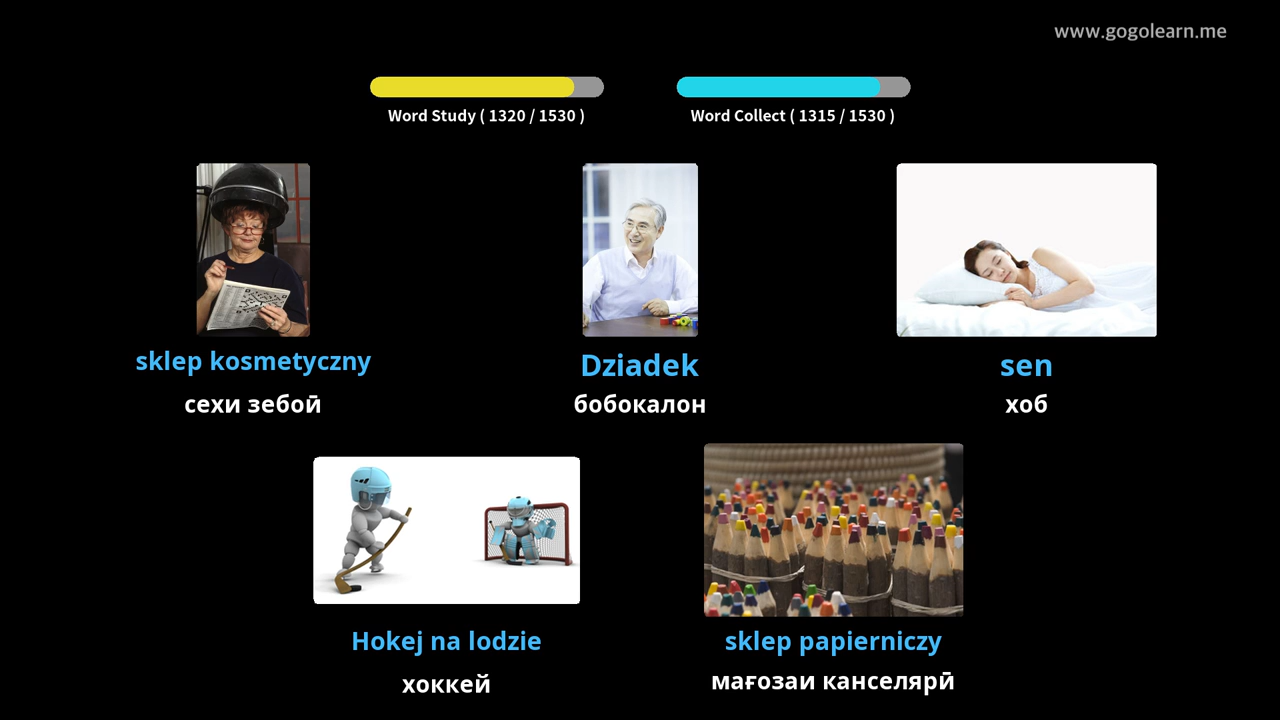 www.gogolearn.me
Word Study ( 1320 / 1530 )
Word Collect ( 1315 / 1530 )
sklep kosmetyczny
сехи зебоӣ
Dziadek
бобокалон
sen
хоб
Hokej na lodzie
хоккей
sklep papierniczy
мағозаи канселярӣ